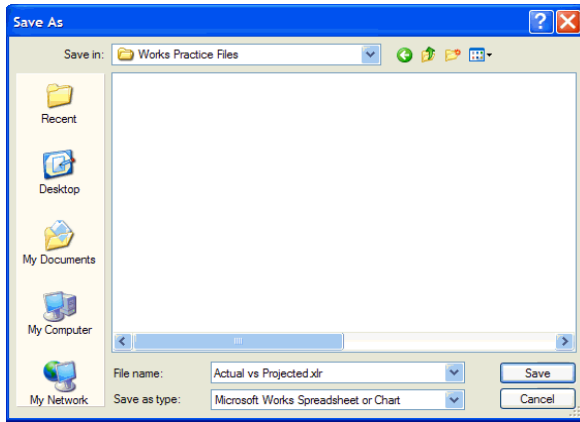 Save As
Save in: Works Practice Files
Recent
Desktop
My Documents
My Computer
My Network
File name: Actual vs Projected.xlr Save
Save as type: Microsoft Works Spreadsheet or Chart Cancel